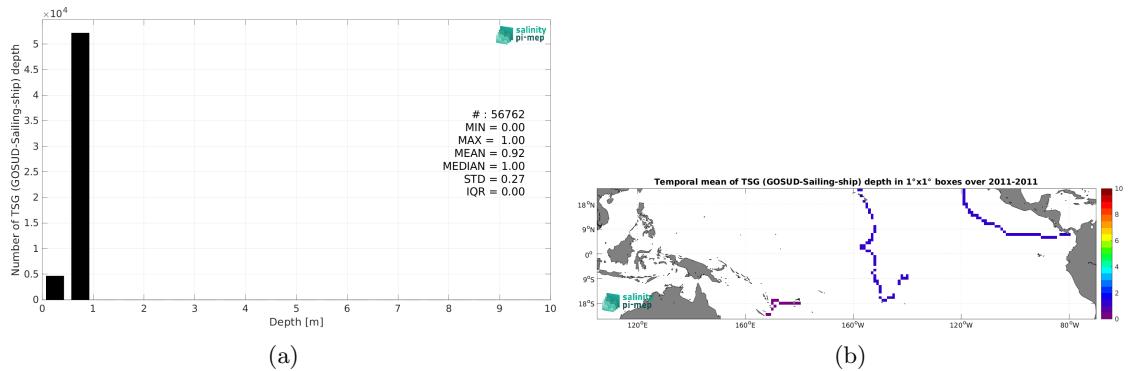 ×10⁴
5
4.5
4
3.5
3
2.5
2
1.5
1
0.5
0
Number of TSG (GOSUD-Sailing-ship) depth
salinity
pi-mep
# : 56762
MIN = 0.00
MAX = 1.00
MEAN = 0.92
MEDIAN = 1.00
STD = 0.27
IQR = 0.00
0 1 2 3 4 5 6 7 8 9 10
Depth [m]
(a)
Temporal mean of TSG (GOSUD-Sailing-ship) depth in 1°x1° boxes over 2011-2011
18°N
9°N
0°
9°S
18°S
salinity
pi-mep
120°E 160°E 160°W 120°W 80°W
10
8
6
4
2
0
(b)